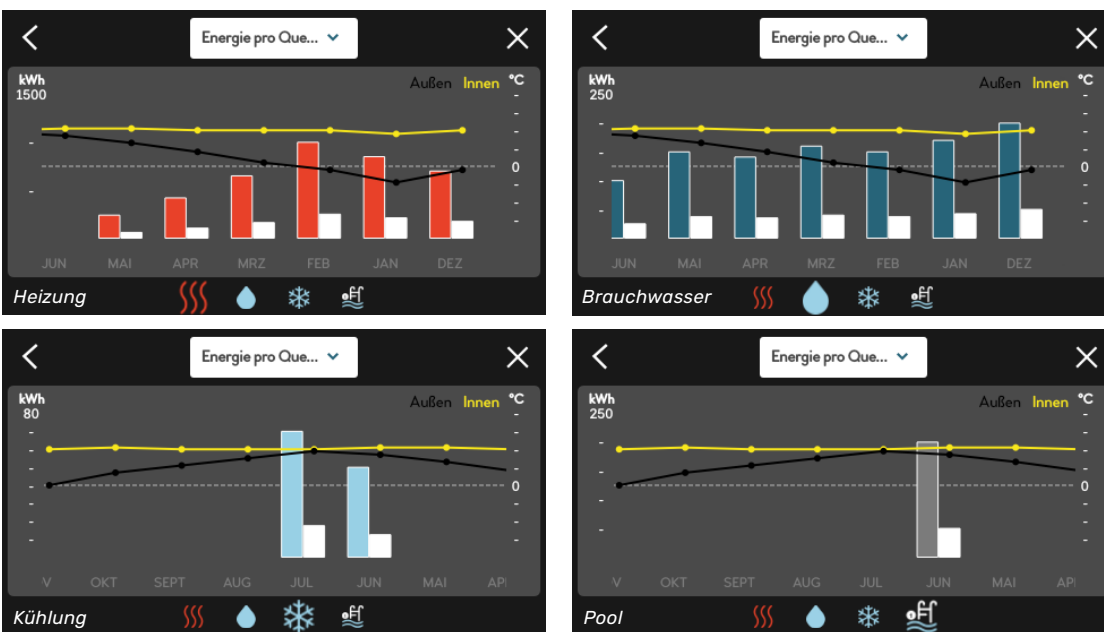 Energie pro Que...
kWh
1500
Außen Innen °C
0
JUN MAI APR MRZ FEB JAN DEZ
Heizung
Energie pro Que...
kWh
250
Außen Innen °C
0
JUN MAI APR MRZ FEB JAN DEZ
Brauchwasser
Energie pro Que...
kWh
80
Außen Innen °C
0
V OKT SEPT AUG JUL JUN MAI API
Kühlung
Energie pro Que...
kWh
250
Außen Innen °C
0
V OKT SEPT AUG JUL JUN MAI API
Pool